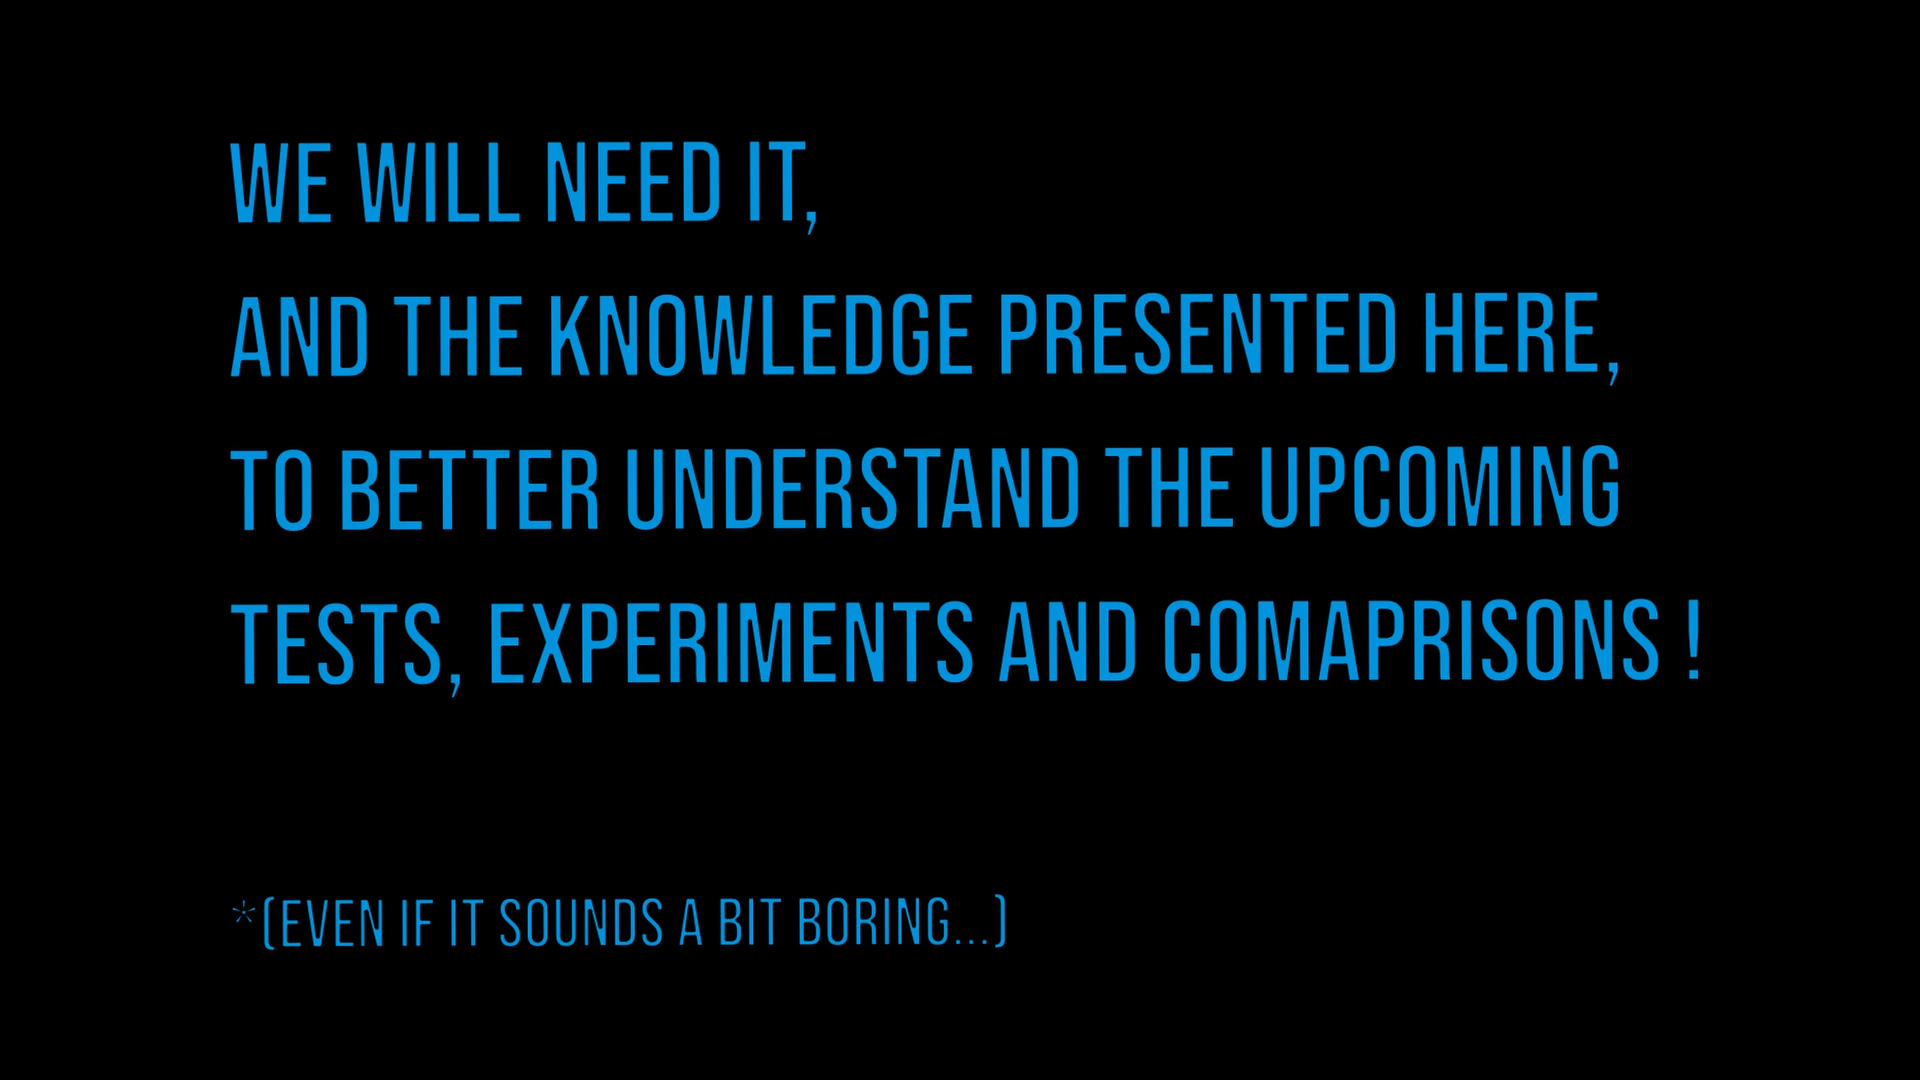 WE WILL NEED IT,
AND THE KNOWLEDGE PRESENTED HERE,
TO BETTER UNDERSTAND THE UPCOMING
TESTS, EXPERIMENTS AND COMAPRISONS !
*(EVEN IF IT SOUNDS A BIT BORING...)